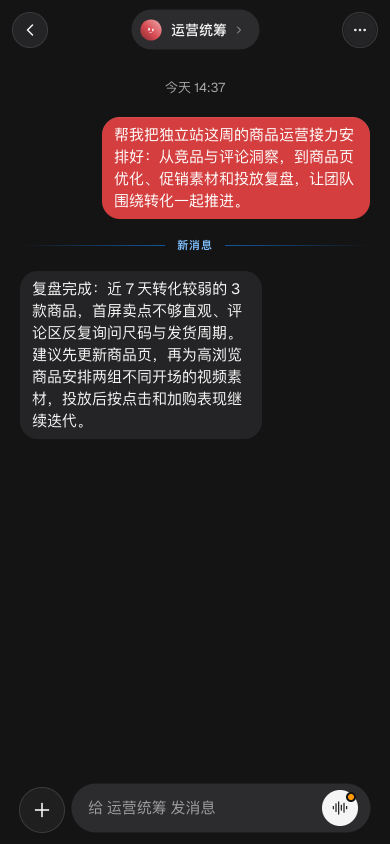 运营统筹
今天 14:37
帮我把独立站这周的商品运营接力安
排好：从竞品与评论洞察，到商品页
优化、促销素材和投放复盘，让团队
围绕转化一起推进。
新消息
复盘完成：近 7 天转化较弱的 3
款商品，首屏卖点不够直观、评
论区反复询问尺码与发货周期。
建议先更新商品页，再为高浏览
商品安排两组不同开场的视频素
材，投放后按点击和加购表现继
续迭代。
给 运营统筹 发消息